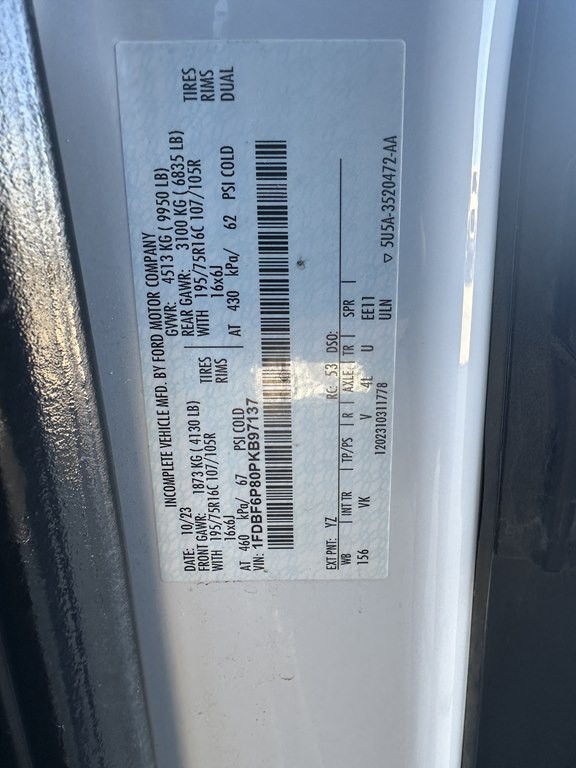 INCOMPLETE VEHICLE MFD. BY FORD MOTOR COMPANY
DATE: 10/23 GVWR: 4513 KG ( 9950 LB)
FRONT GAWR: 1873 KG ( 4130 LB) REAR GAWR: 3100 KG ( 6835 LB)
WITH 195/75R16C 107/105R TIRES WITH 195/75R16C 107/105R TIRES
16x6J RIMS 16x6J RIMS
AT 460 kPa/ 67 PSI COLD AT 430 kPa/ 62 PSI COLD DUAL
VIN: 1FDBF6P80PKB97137
EXT PNT: YZ RC: 53 DSO:
WB INT TR TP/PS R AXLE TR SPR
156 VK V 4L U EE11
1202310311778 ULN
▽ 5U5A-3520472-AA